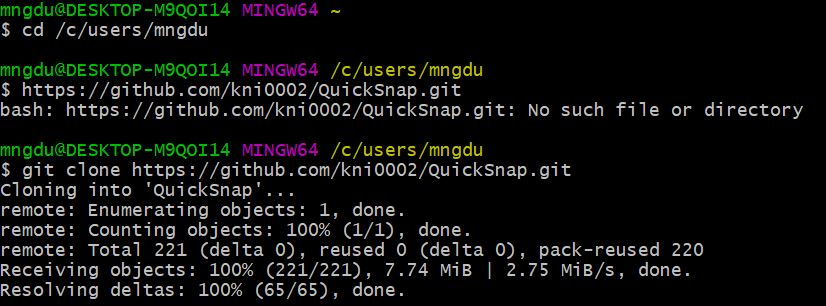 mngdu@DESKTOP-M9QOI14 MINGW64 ~
$ cd /c/users/mngdu
mngdu@DESKTOP-M9QOI14 MINGW64 /c/users/mngdu
$ https://github.com/kni0002/QuickSnap.git
bash: https://github.com/kni0002/QuickSnap.git: No such file or directory
mngdu@DESKTOP-M9QOI14 MINGW64 /c/users/mngdu
$ git clone https://github.com/kni0002/QuickSnap.git
Cloning into 'QuickSnap'...
remote: Enumerating objects: 1, done.
remote: Counting objects: 100% (1/1), done.
remote: Total 221 (delta 0), reused 0 (delta 0), pack-reused 220
Receiving objects: 100% (221/221), 7.74 MiB | 2.75 MiB/s, done.
Resolving deltas: 100% (65/65), done.